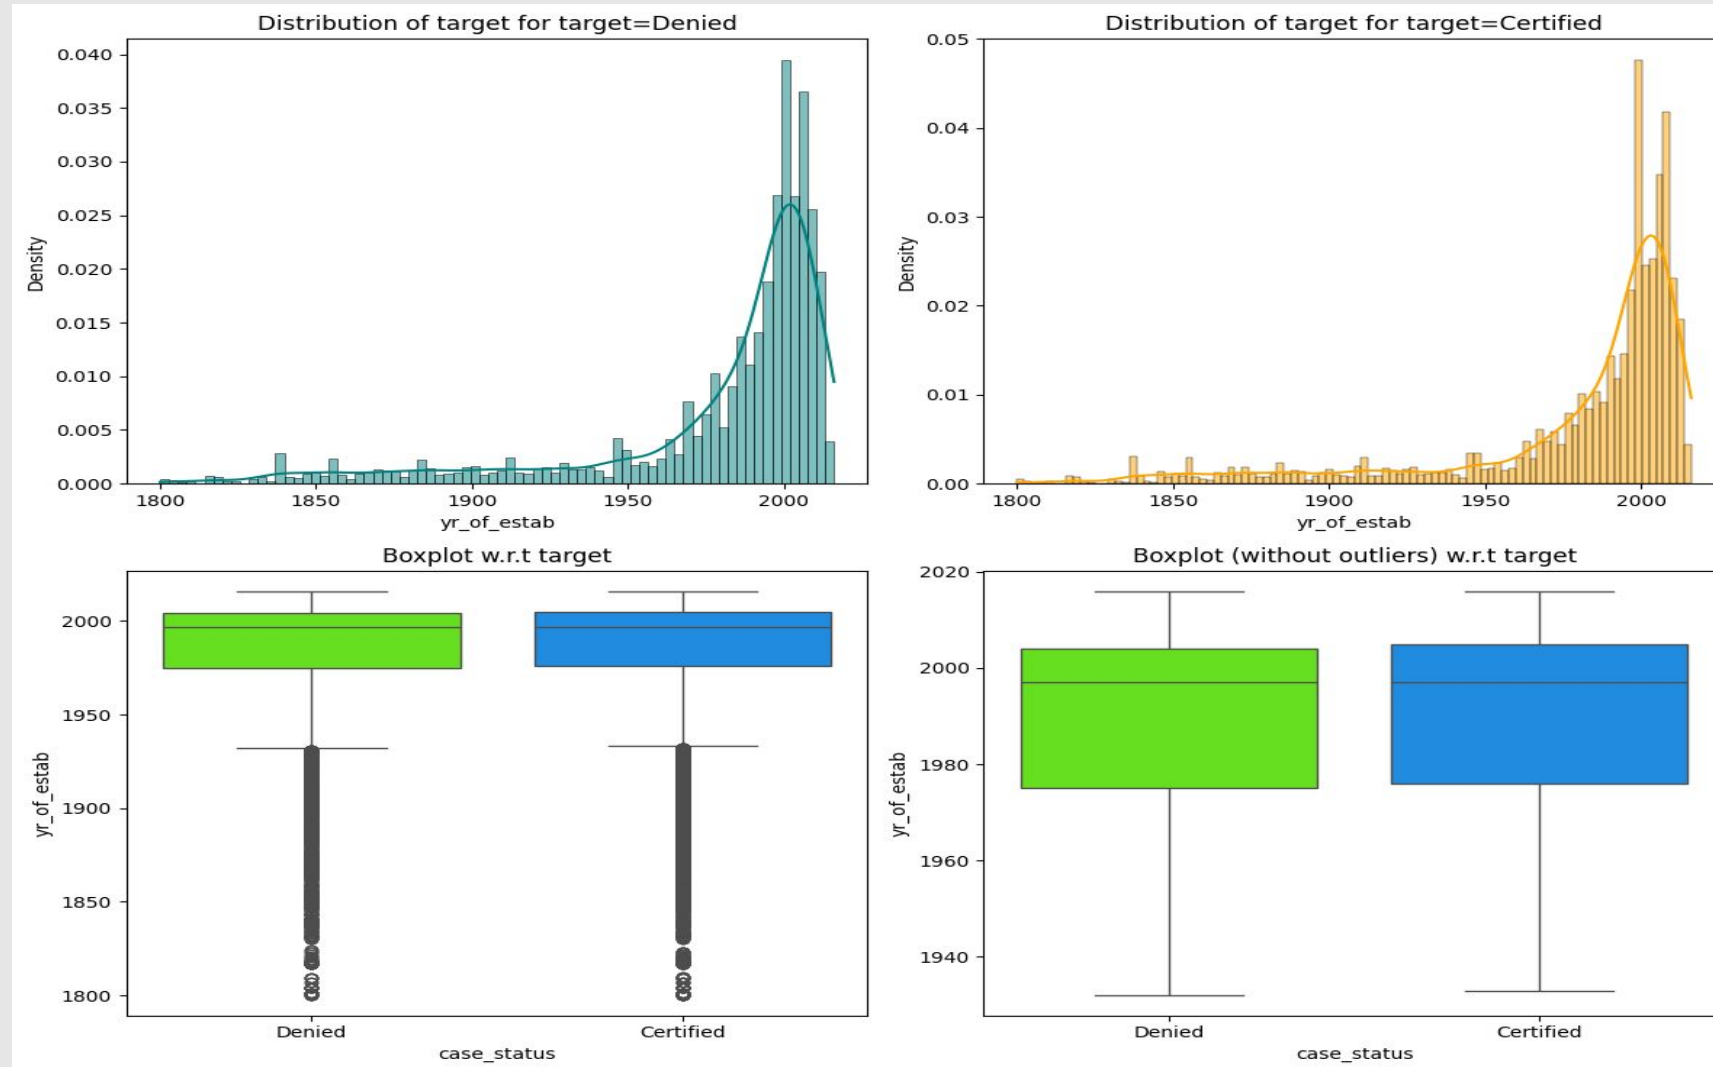 Distribution of target for target=Denied
0.040
0.035
0.030
0.025
0.020
0.015
0.010
0.005
0.000
Density
1800 1850 1900 1950 2000
yr_of_estab
Distribution of target for target=Certified
0.05
0.04
0.03
0.02
0.01
0.00
Density
1800 1850 1900 1950 2000
yr_of_estab
Boxplot w.r.t target
2000
1950
1900
1850
1800
yr_of_estab
Denied Certified
case_status
Boxplot (without outliers) w.r.t target
2020
2000
1980
1960
1940
yr_of_estab
Denied Certified
case_status